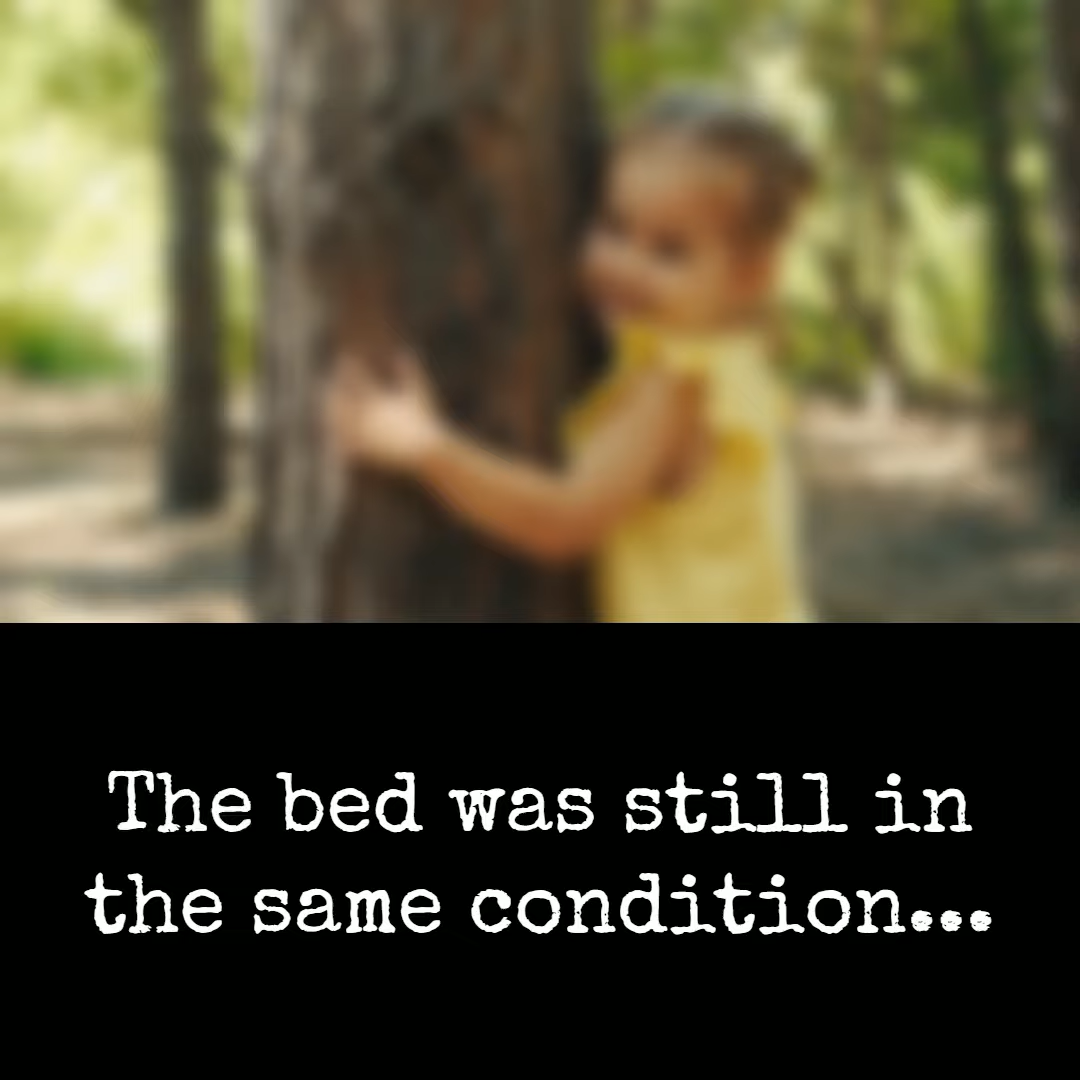 The bed was still in
the same condition...